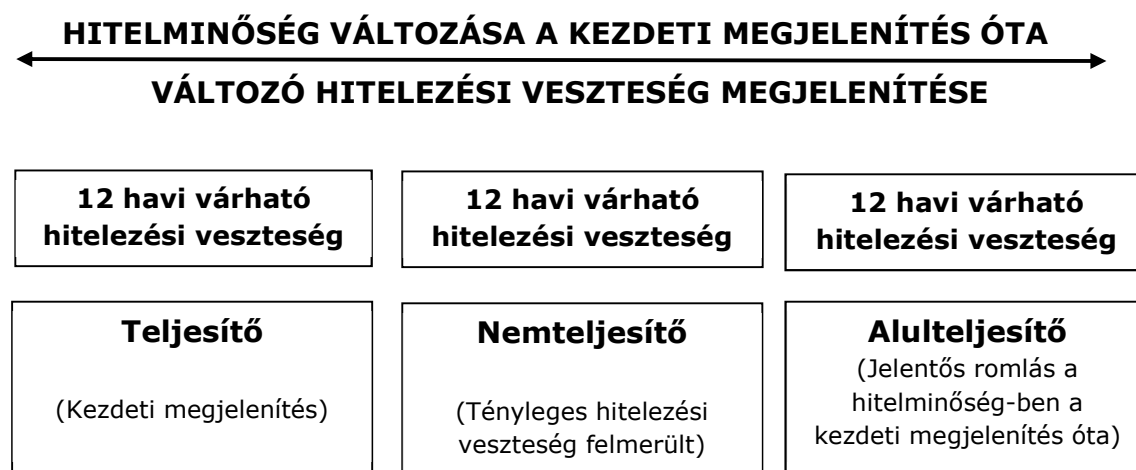 HITELMINŐSÉG VÁLTOZÁSA A KEZDETI MEGJELENÍTÉS ÓTA
VÁLTOZÓ HITELEZÉSI VESZTESÉG MEGJELENÍTÉSE
12 havi várható
hitelezési veszteség
12 havi várható
hitelezési veszteség
12 havi várható
hitelezési veszteség
Teljesítő
(Kezdeti megjelenítés)
Nemteljesítő
(Tényleges hitelezési
veszteség felmerült)
Alulteljesítő
(Jelentős romlás a
hitelminőség-ben a
kezdeti megjelenítés óta)